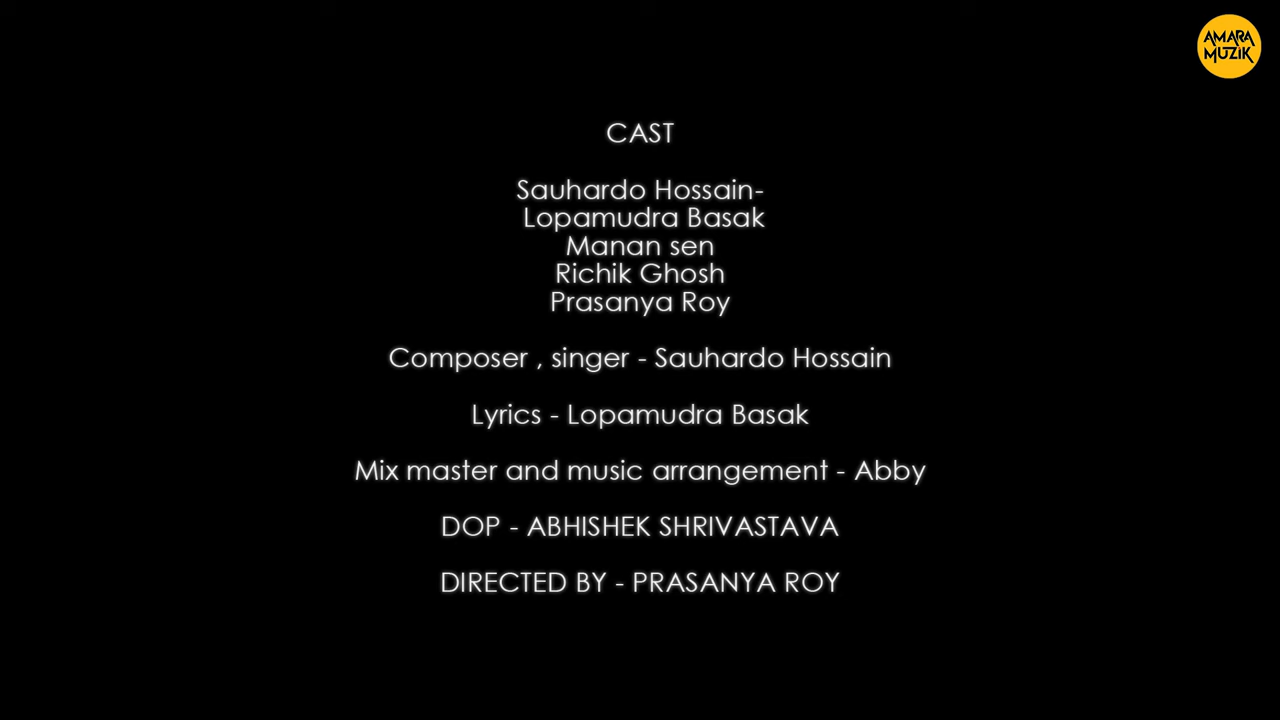 AMARA
MUZIK
CAST
Sauhardo Hossain-
Lopamudra Basak
Manan sen
Richik Ghosh
Prasanya Roy
Composer , singer - Sauhardo Hossain
Lyrics - Lopamudra Basak
Mix master and music arrangement - Abby
DOP - ABHISHEK SHRIVASTAVA
DIRECTED BY - PRASANYA ROY